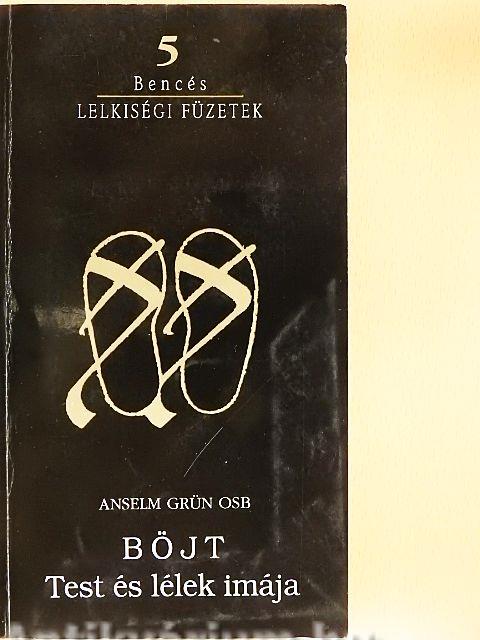 5
Bencés
LELKISÉGI FÜZETEK
ANSELM GRÜN OSB
BÖJT
Test és lélek imája